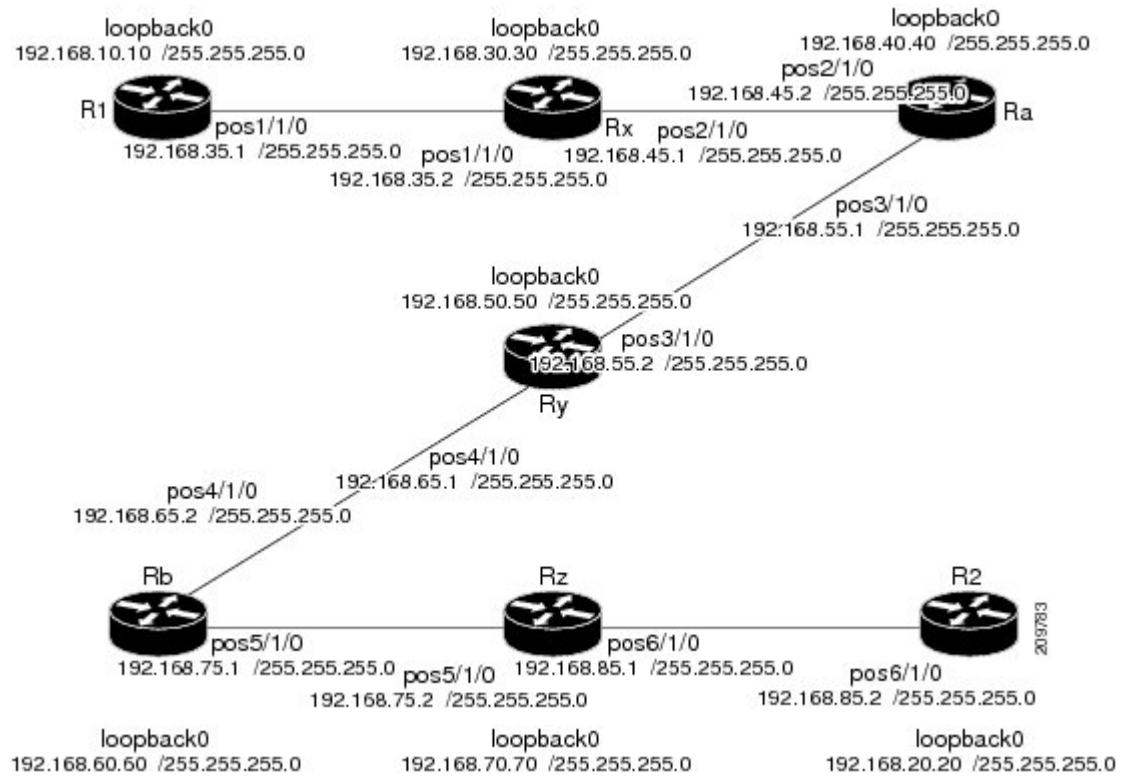 loopback0
192.168.10.10 /255.255.255.0
loopback0
192.168.30.30 /255.255.255.0
loopback0
192.168.40.40 /255.255.255.0
pos2/1/0
192.168.45.2 /255.255.255.0
R1
pos1/1/0
192.168.35.1 /255.255.255.0
Rx
pos1/1/0
192.168.35.2 /255.255.255.0
pos2/1/0
192.168.45.1 /255.255.255.0
Ra
pos3/1/0
192.168.55.1 /255.255.255.0
loopback0
192.168.50.50 /255.255.255.0
pos3/1/0
192.168.55.2 /255.255.255.0
Ry
pos4/1/0
192.168.65.1 /255.255.255.0
pos4/1/0
192.168.65.2 /255.255.255.0
Rb
Rz
R2
pos5/1/0
192.168.75.1 /255.255.255.0
pos5/1/0
192.168.75.2 /255.255.255.0
pos6/1/0
192.168.85.1 /255.255.255.0
pos6/1/0
192.168.85.2 /255.255.255.0
209783
loopback0
192.168.60.60 /255.255.255.0
loopback0
192.168.70.70 /255.255.255.0
loopback0
192.168.20.20 /255.255.255.0